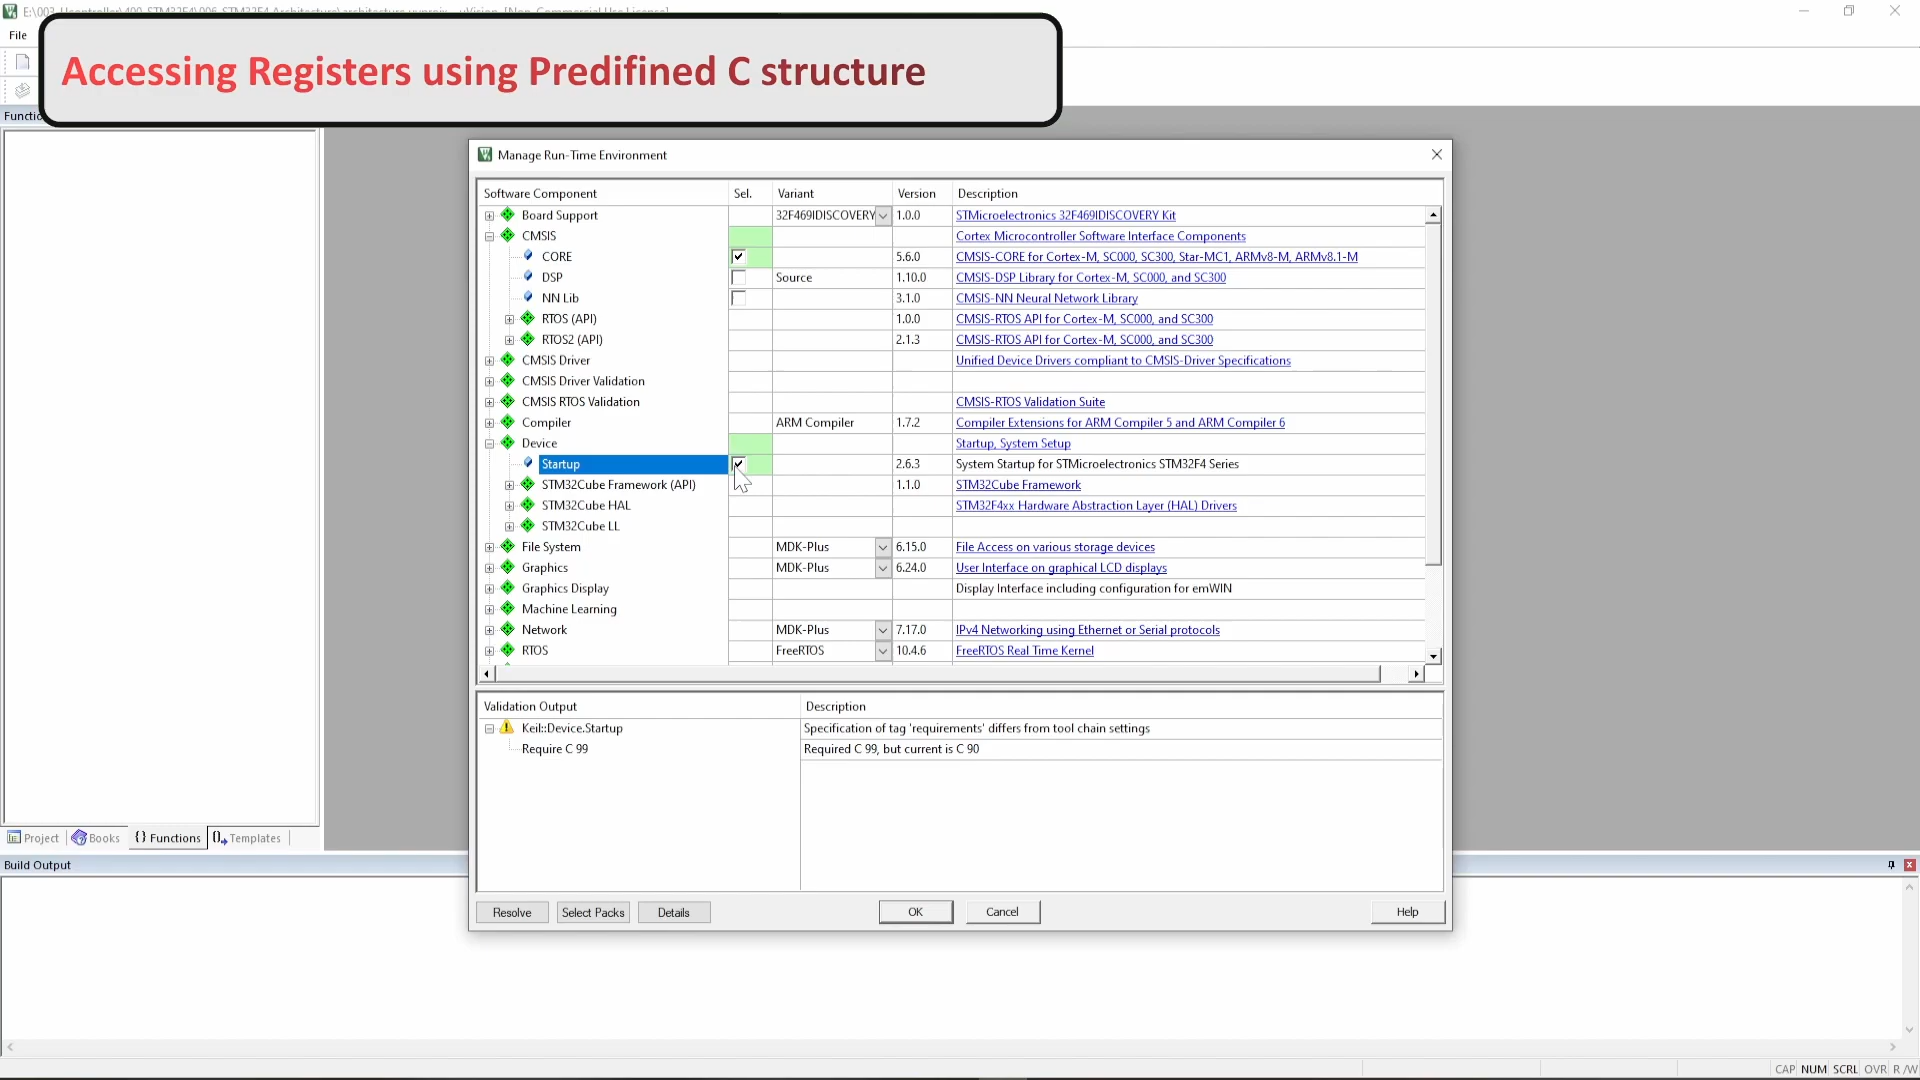 E:\003_Ucontroller\400_STM32F4\006_STM32F4 Architecture\architecture.uvprojx - µVision [Non-Commercial Use License]
File
Accessing Registers using Predifined C structure
Functio
Manage Run-Time Environment
Software Component Sel. Variant Version Description
Board Support 32F469IDISCOVERY 1.0.0 STMicroelectronics 32F469IDISCOVERY Kit
CMSIS Cortex Microcontroller Software Interface Components
CORE 5.6.0 CMSIS-CORE for Cortex-M, SC000, SC300, Star-MC1, ARMv8-M, ARMv8.1-M
DSP Source 1.10.0 CMSIS-DSP Library for Cortex-M, SC000, and SC300
NN Lib 3.1.0 CMSIS-NN Neural Network Library
RTOS (API) 1.0.0 CMSIS-RTOS API for Cortex-M, SC000, and SC300
RTOS2 (API) 2.1.3 CMSIS-RTOS API for Cortex-M, SC000, and SC300
CMSIS Driver Unified Device Drivers compliant to CMSIS-Driver Specifications
CMSIS Driver Validation
CMSIS RTOS Validation CMSIS-RTOS Validation Suite
Compiler ARM Compiler 1.7.2 Compiler Extensions for ARM Compiler 5 and ARM Compiler 6
Device Startup, System Setup
Startup 2.6.3 System Startup for STMicroelectronics STM32F4 Series
STM32Cube Framework (API) 1.1.0 STM32Cube Framework
STM32Cube HAL STM32F4xx Hardware Abstraction Layer (HAL) Drivers
STM32Cube LL
File System MDK-Plus 6.15.0 File Access on various storage devices
Graphics MDK-Plus 6.24.0 User Interface on graphical LCD displays
Graphics Display Display Interface including configuration for emWIN
Machine Learning
Network MDK-Plus 7.17.0 IPv4 Networking using Ethernet or Serial protocols
RTOS FreeRTOS 10.4.6 FreeRTOS Real Time Kernel
Validation Output Description
Keil::Device.Startup Specification of tag 'requirements' differs from tool chain settings
Require C 99 Required C 99, but current is C 90
Project Books {} Functions Templates
Build Output
Resolve Select Packs Details OK Cancel Help
CAP NUM SCRL OVR R/W